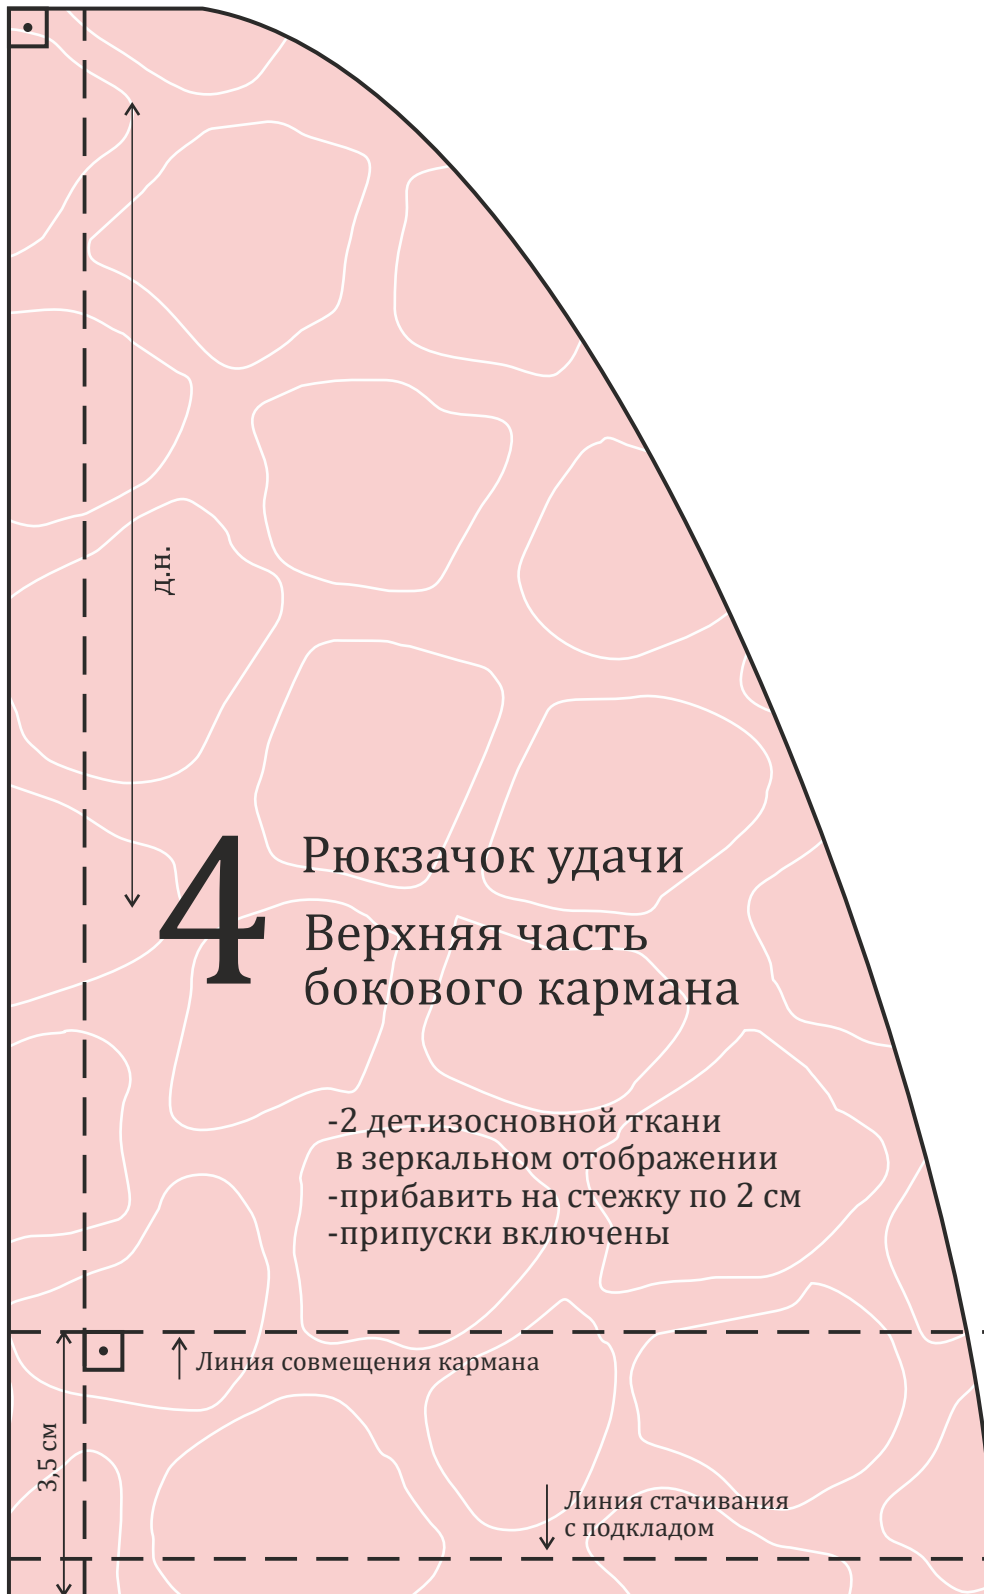 д.н.
4
Рюкзачок удачи
Верхняя часть
бокового кармана
-2 дет.изосновной ткани
в зеркальном отображении
-прибавить на стежку по 2 см
-припуски включены
Линия совмещения кармана
3,5 см
Линия стачивания
с подкладом